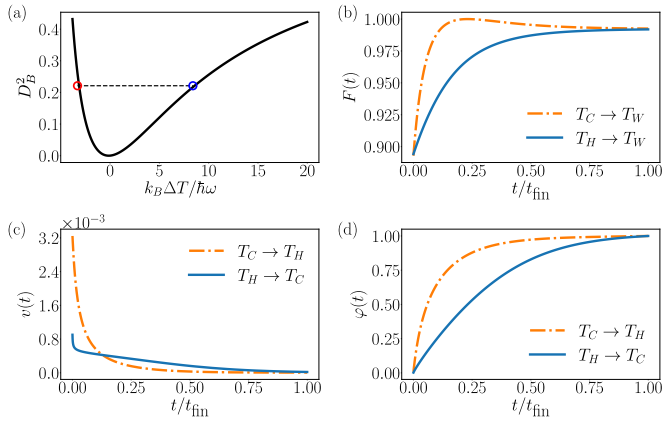 (a)
D_B^2
0.4
0.3
0.2
0.1
0.0
0
5
10
15
20
k_BΔT/ħω
(b)
F(t)
1.000
0.975
0.950
0.925
0.900
T_C → T_W
T_H → T_W
0.00
0.25
0.50
0.75
1.00
t/t_fin
(c)
×10^−3
v(t)
3.2
2.4
1.6
0.8
0.0
T_C → T_H
T_H → T_C
0.00
0.25
0.50
0.75
1.00
t/t_fin
(d)
φ(t)
1.00
0.75
0.50
0.25
0.00
T_C → T_H
T_H → T_C
0.00
0.25
0.50
0.75
1.00
t/t_fin